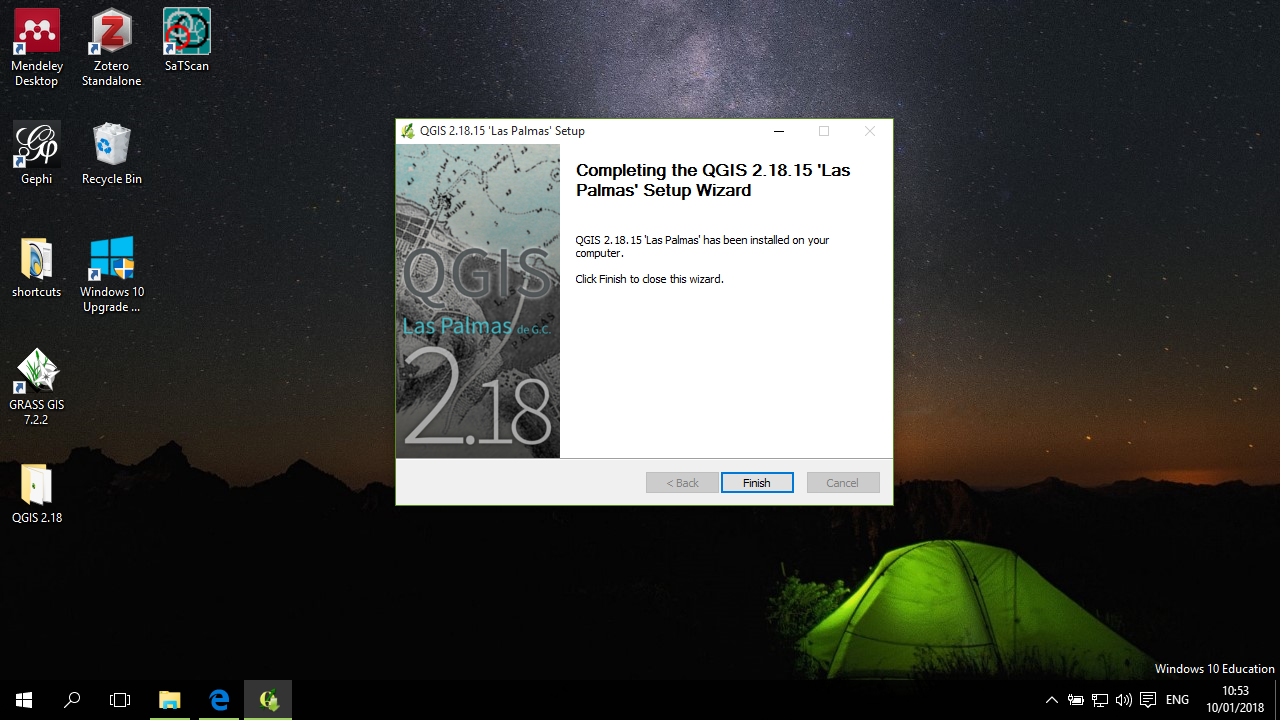 Mendeley
Desktop
Zotero
Standalone
SaTScan
Gephi
Recycle Bin
shortcuts
Windows 10
Upgrade ...
GRASS GIS
7.2.2
QGIS 2.18
QGIS 2.18.15 'Las Palmas' Setup
QGIS
Las Palmas de G.C.
2.18
Completing the QGIS 2.18.15 'Las
Palmas' Setup Wizard
QGIS 2.18.15 'Las Palmas' has been installed on your
computer.
Click Finish to close this wizard.
< Back
Finish
Cancel
Windows 10 Education
ENG
10:53
10/01/2018